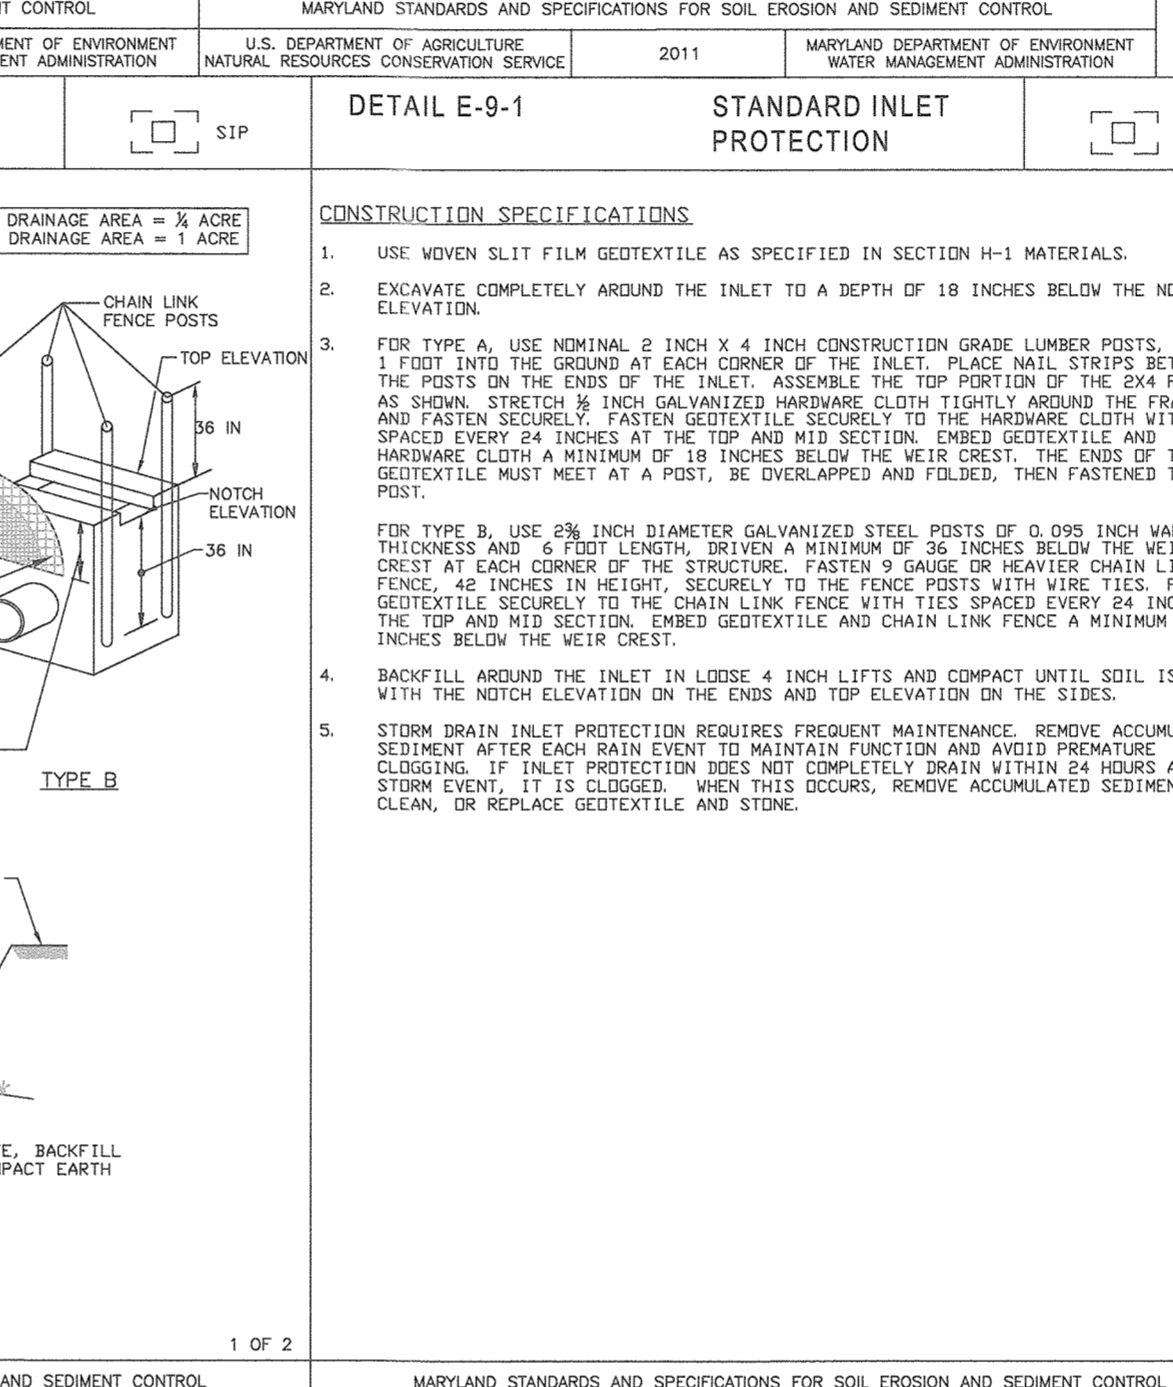 T CONTROL
MARYLAND STANDARDS AND SPECIFICATIONS FOR SOIL EROSION AND SEDIMENT CONTROL
MENT OF ENVIRONMENT
ENT ADMINISTRATION
U.S. DEPARTMENT OF AGRICULTURE
NATURAL RESOURCES CONSERVATION SERVICE
2011
MARYLAND DEPARTMENT OF ENVIRONMENT
WATER MANAGEMENT ADMINISTRATION
SIP
DETAIL E-9-1
STANDARD INLET
PROTECTION
DRAINAGE AREA = ¼ ACRE
DRAINAGE AREA = 1 ACRE
CHAIN LINK
FENCE POSTS
TOP ELEVATION
36 IN
NOTCH
ELEVATION
36 IN
TYPE B
E, BACKFILL
MPACT EARTH
1 OF 2
CONSTRUCTION SPECIFICATIONS
1. USE WOVEN SLIT FILM GEOTEXTILE AS SPECIFIED IN SECTION H-1 MATERIALS.
2. EXCAVATE COMPLETELY AROUND THE INLET TO A DEPTH OF 18 INCHES BELOW THE NO
ELEVATION.
3. FOR TYPE A, USE NOMINAL 2 INCH X 4 INCH CONSTRUCTION GRADE LUMBER POSTS,
1 FOOT INTO THE GROUND AT EACH CORNER OF THE INLET. PLACE NAIL STRIPS BET
THE POSTS ON THE ENDS OF THE INLET. ASSEMBLE THE TOP PORTION OF THE 2X4 F
AS SHOWN. STRETCH ½ INCH GALVANIZED HARDWARE CLOTH TIGHTLY AROUND THE FRA
AND FASTEN SECURELY. FASTEN GEOTEXTILE SECURELY TO THE HARDWARE CLOTH WIT
SPACED EVERY 24 INCHES AT THE TOP AND MID SECTION. EMBED GEOTEXTILE AND
HARDWARE CLOTH A MINIMUM OF 18 INCHES BELOW THE WEIR CREST. THE ENDS OF T
GEOTEXTILE MUST MEET AT A POST, BE OVERLAPPED AND FOLDED, THEN FASTENED T
POST.
FOR TYPE B, USE 2⅜ INCH DIAMETER GALVANIZED STEEL POSTS OF 0.095 INCH WA
THICKNESS AND 6 FOOT LENGTH, DRIVEN A MINIMUM OF 36 INCHES BELOW THE WEI
CREST AT EACH CORNER OF THE STRUCTURE. FASTEN 9 GAUGE OR HEAVIER CHAIN LI
FENCE, 42 INCHES IN HEIGHT, SECURELY TO THE FENCE POSTS WITH WIRE TIES. F
GEOTEXTILE SECURELY TO THE CHAIN LINK FENCE WITH TIES SPACED EVERY 24 INC
THE TOP AND MID SECTION. EMBED GEOTEXTILE AND CHAIN LINK FENCE A MINIMUM
INCHES BELOW THE WEIR CREST.
4. BACKFILL AROUND THE INLET IN LOOSE 4 INCH LIFTS AND COMPACT UNTIL SOIL IS
WITH THE NOTCH ELEVATION ON THE ENDS AND TOP ELEVATION ON THE SIDES.
5. STORM DRAIN INLET PROTECTION REQUIRES FREQUENT MAINTENANCE. REMOVE ACCUMU
SEDIMENT AFTER EACH RAIN EVENT TO MAINTAIN FUNCTION AND AVOID PREMATURE
CLOGGING. IF INLET PROTECTION DOES NOT COMPLETELY DRAIN WITHIN 24 HOURS A
STORM EVENT, IT IS CLOGGED. WHEN THIS OCCURS, REMOVE ACCUMULATED SEDIMEN
CLEAN, OR REPLACE GEOTEXTILE AND STONE.
AND SEDIMENT CONTROL
MARYLAND STANDARDS AND SPECIFICATIONS FOR SOIL EROSION AND SEDIMENT CONTROL